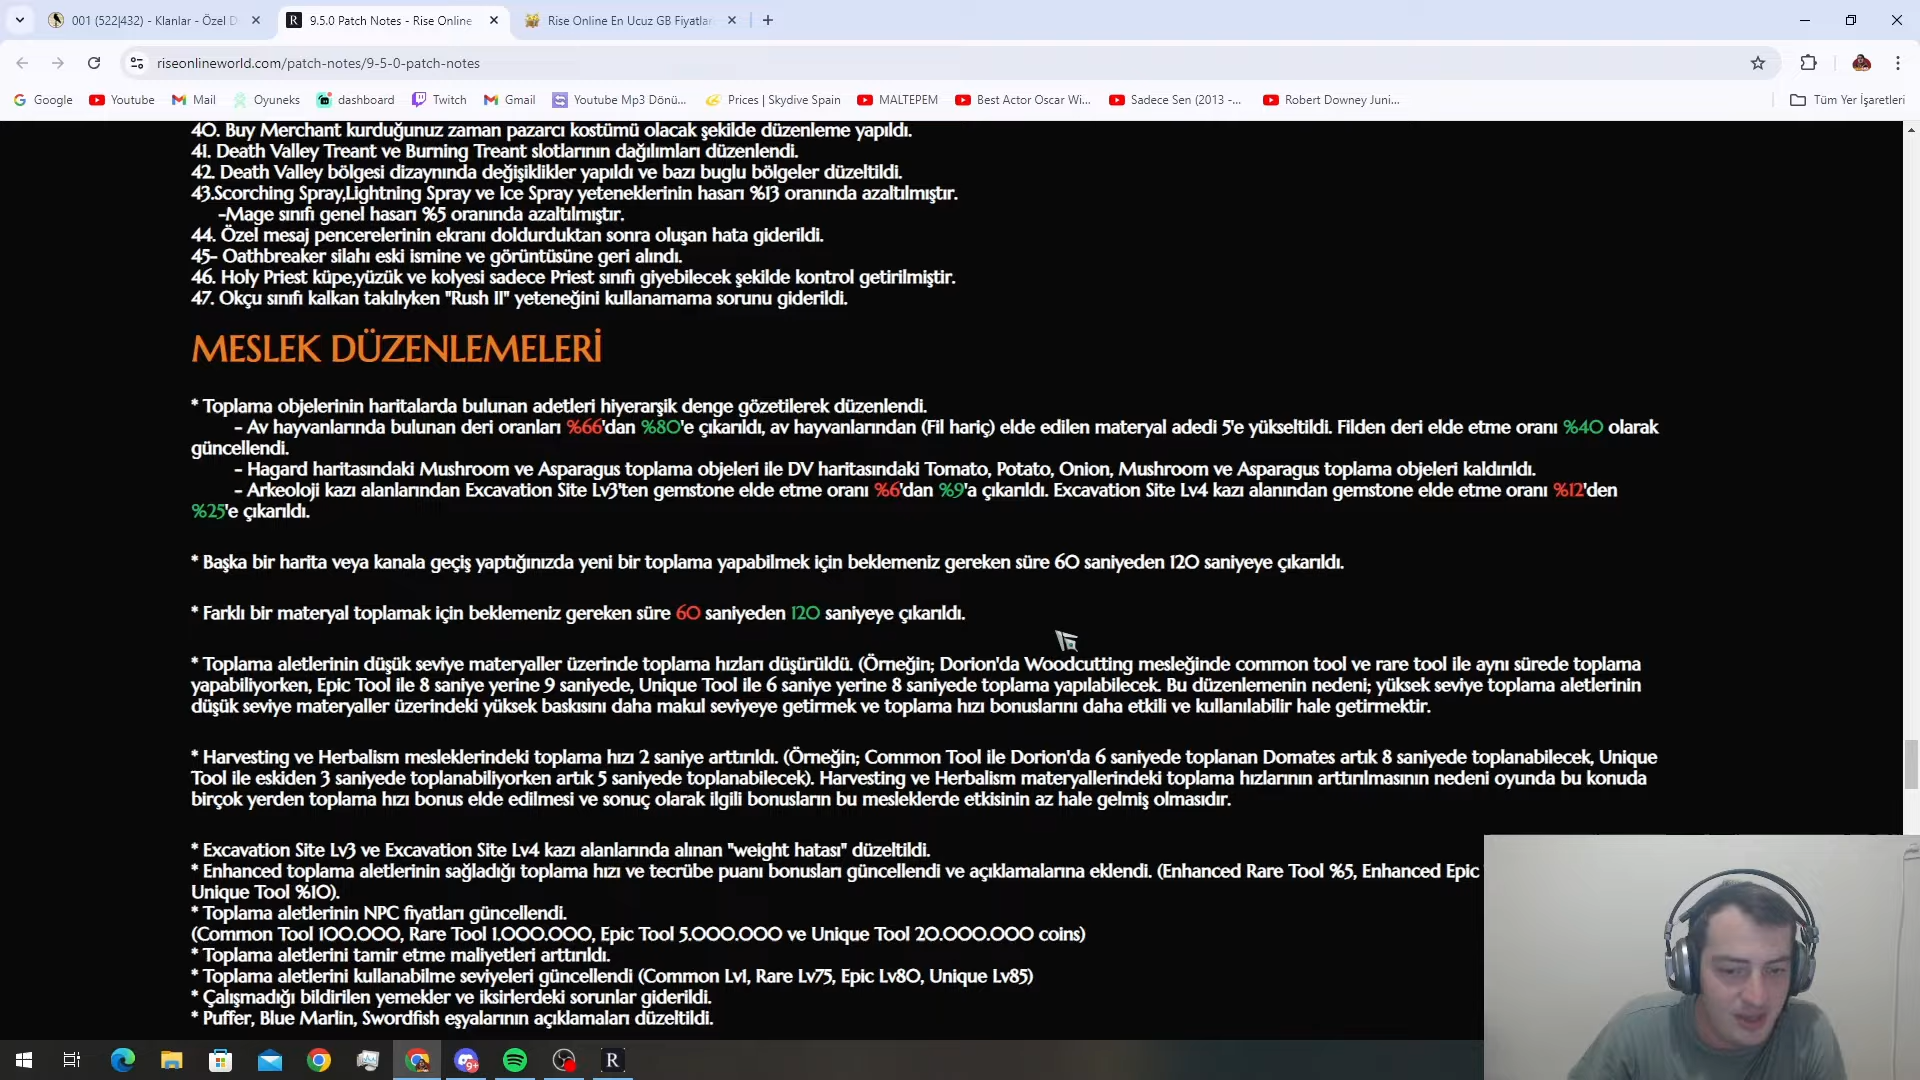 001 (522|432) - Klanlar - Özel D
9.5.0 Patch Notes - Rise Online
Rise Online En Ucuz GB Fiyatlar
riseonlineworld.com/patch-notes/9-5-0-patch-notes
Google
Youtube
Mail
Oyuneks
dashboard
Twitch
Gmail
Youtube Mp3 Dönü...
Prices | Skydive Spain
MALTEPEM
Best Actor Oscar Wi...
Sadece Sen (2013 -...
Robert Downey Juni...
Tüm Yer İşaretleri
40. Buy Merchant kurduğunuz zaman pazarcı kostümü olacak şekilde düzenleme yapıldı.
41. Death Valley Treant ve Burning Treant slotlarının dağılımları düzenlendi.
42. Death Valley bölgesi dizaynında değişiklikler yapıldı ve bazı buglu bölgeler düzeltildi.
43.Scorching Spray,Lightning Spray ve Ice Spray yeteneklerinin hasarı %13 oranında azaltılmıştır.
-Mage sınıfı genel hasarı %5 oranında azaltılmıştır.
44. Özel mesaj pencerelerinin ekranı doldurduktan sonra oluşan hata giderildi.
45- Oathbreaker silahı eski ismine ve görüntüsüne geri alındı.
46. Holy Priest küpe,yüzük ve kolyesi sadece Priest sınıfı giyebilecek şekilde kontrol getirilmiştir.
47. Okçu sınıfı kalkan takılıyken "Rush II" yeteneğini kullanamama sorunu giderildi.
MESLEK DÜZENLEMELERİ
* Toplama objelerinin haritalarda bulunan adetleri hiyerarşik denge gözetilerek düzenlendi.
- Av hayvanlarında bulunan deri oranları %66'dan %80'e çıkarıldı, av hayvanlarından (Fil hariç) elde edilen materyal adedi 5'e yükseltildi. Filden deri elde etme oranı %40 olarak
güncellendi.
- Hagard haritasındaki Mushroom ve Asparagus toplama objeleri ile DV haritasındaki Tomato, Potato, Onion, Mushroom ve Asparagus toplama objeleri kaldırıldı.
- Arkeoloji kazı alanlarından Excavation Site Lv3'ten gemstone elde etme oranı %6'dan %9'a çıkarıldı. Excavation Site Lv4 kazı alanından gemstone elde etme oranı %12'den
%25'e çıkarıldı.
* Başka bir harita veya kanala geçiş yaptığınızda yeni bir toplama yapabilmek için beklemeniz gereken süre 60 saniyeden 120 saniyeye çıkarıldı.
* Farklı bir materyal toplamak için beklemeniz gereken süre 60 saniyeden 120 saniyeye çıkarıldı.
* Toplama aletlerinin düşük seviye materyaller üzerinde toplama hızları düşürüldü. (Örneğin; Dorion'da Woodcutting mesleğinde common tool ve rare tool ile aynı sürede toplama
yapabiliyorken, Epic Tool ile 8 saniye yerine 9 saniyede, Unique Tool ile 6 saniye yerine 8 saniyede toplama yapılabilecek. Bu düzenlemenin nedeni; yüksek seviye toplama aletlerinin
düşük seviye materyaller üzerindeki yüksek baskısını daha makul seviyeye getirmek ve toplama hızı bonuslarını daha etkili ve kullanılabilir hale getirmektir.
* Harvesting ve Herbalism mesleklerindeki toplama hızı 2 saniye arttırıldı. (Örneğin; Common Tool ile Dorion'da 6 saniyede toplanan Domates artık 8 saniyede toplanabilecek, Unique
Tool ile eskiden 3 saniyede toplanabiliyorken artık 5 saniyede toplanabilecek). Harvesting ve Herbalism materyallerindeki toplama hızlarının arttırılmasının nedeni oyunda bu konuda
birçok yerden toplama hızı bonus elde edilmesi ve sonuç olarak ilgili bonusların bu mesleklerde etkisinin az hale gelmiş olmasıdır.
* Excavation Site Lv3 ve Excavation Site Lv4 kazı alanlarında alınan "weight hatası" düzeltildi.
* Enhanced toplama aletlerinin sağladığı toplama hızı ve tecrübe puanı bonusları güncellendi ve açıklamalarına eklendi. (Enhanced Rare Tool %5, Enhanced Epic
Unique Tool %10).
* Toplama aletlerinin NPC fiyatları güncellendi.
(Common Tool 100.000, Rare Tool 1.000.000, Epic Tool 5.000.000 ve Unique Tool 20.000.000 coins)
* Toplama aletlerini tamir etme maliyetleri arttırıldı.
* Toplama aletlerini kullanabilme seviyeleri güncellendi (Common Lv1, Rare Lv75, Epic Lv80, Unique Lv85)
* Çalışmadığı bildirilen yemekler ve iksirlerdeki sorunlar giderildi.
* Puffer, Blue Marlin, Swordfish eşyalarının açıklamaları düzeltildi.